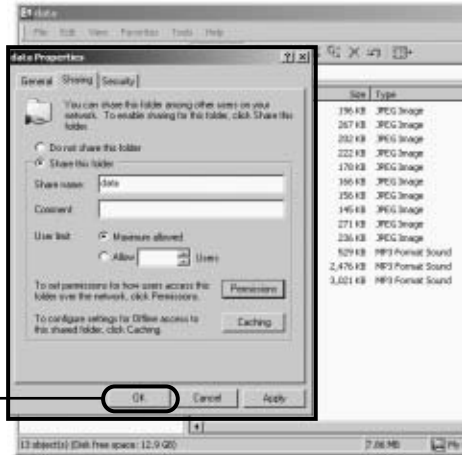 data
File Edit View Favorites Tools Help
data Properties
General Sharing Security
You can share this folder among other users on your
network. To enable sharing for this folder, click Share this
folder.
Do not share this folder
Share this folder
Share name: data
Comment:
User limit: Maximum allowed
Allow Users
To set permissions for how users access this
folder over the network, click Permissions.
Permissions
To configure settings for Offline access to
this shared folder, click Caching.
Caching
OK Cancel Apply
Size Type
196 KB JPEG Image
267 KB JPEG Image
202 KB JPEG Image
222 KB JPEG Image
178 KB JPEG Image
166 KB JPEG Image
156 KB JPEG Image
145 KB JPEG Image
271 KB JPEG Image
236 KB JPEG Image
929 KB MP3 Format Sound
2,476 KB MP3 Format Sound
3,021 KB MP3 Format Sound
13 object(s) (Disk free space: 12.9 GB) 7.86 MB My